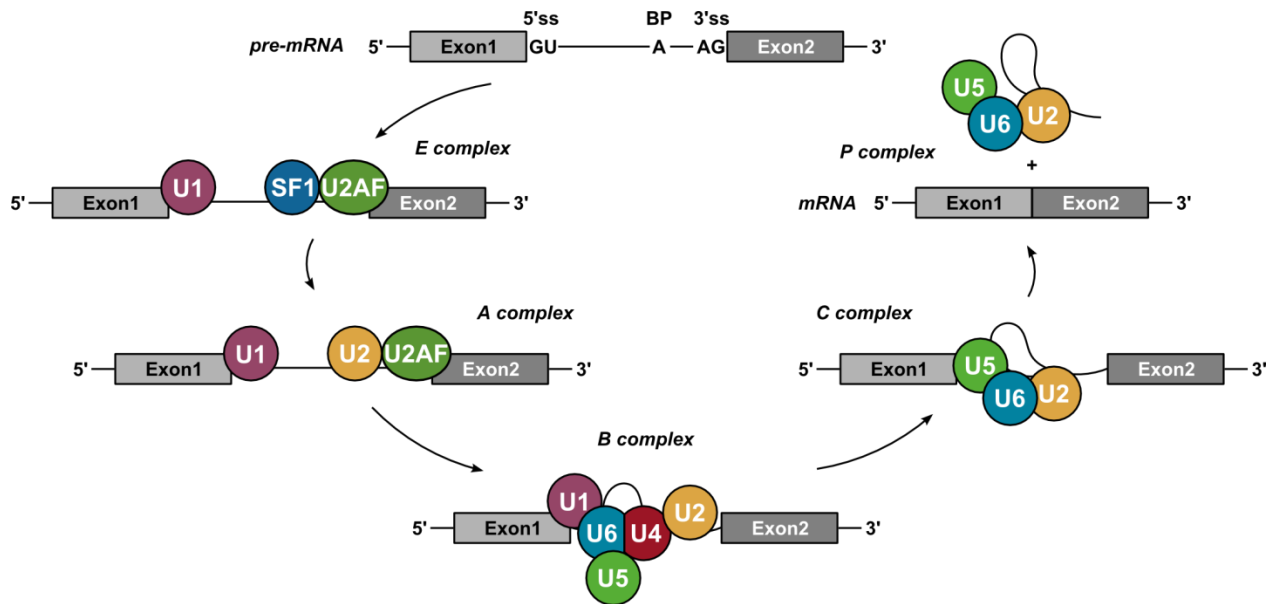 5'ss BP 3'ss
pre-mRNA 5' Exon1 GU A AG Exon2 3'
E complex
5' Exon1 U1 SF1 U2AF Exon2 3'
A complex
5' Exon1 U1 U2 U2AF Exon2 3'
B complex
5' Exon1 U1 U6 U4 U2 Exon2 3'
U5
C complex
5' Exon1 U5 U6 U2 Exon2 3'
P complex
U5 U6 U2
+
mRNA 5' Exon1 Exon2 3'